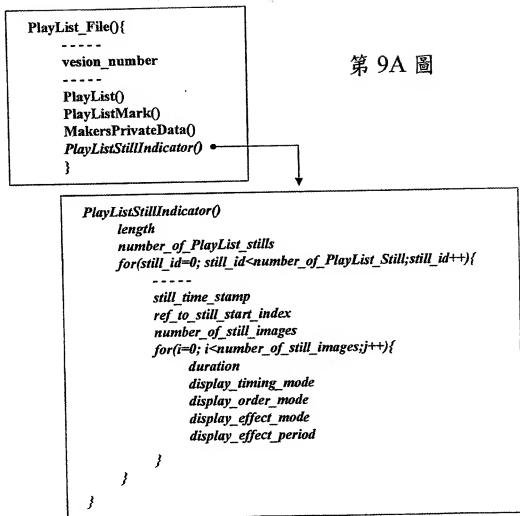 PlayList_File(){
-----
vesion_number
-----
PlayList()
PlayListMark()
MakersPrivateData()
PlayListStillIndicator()
}
第 9A 圖
PlayListStillIndicator()
length
number_of_PlayList_stills
for(still_id=0; still_id<number_of_PlayList_Still;still_id++){
-----
still_time_stamp
ref_to_still_start_index
number_of_still_images
for(i=0; i<number_of_still_images;j++){
duration
display_timing_mode
display_order_mode
display_effect_mode
display_effect_period
}
}
}